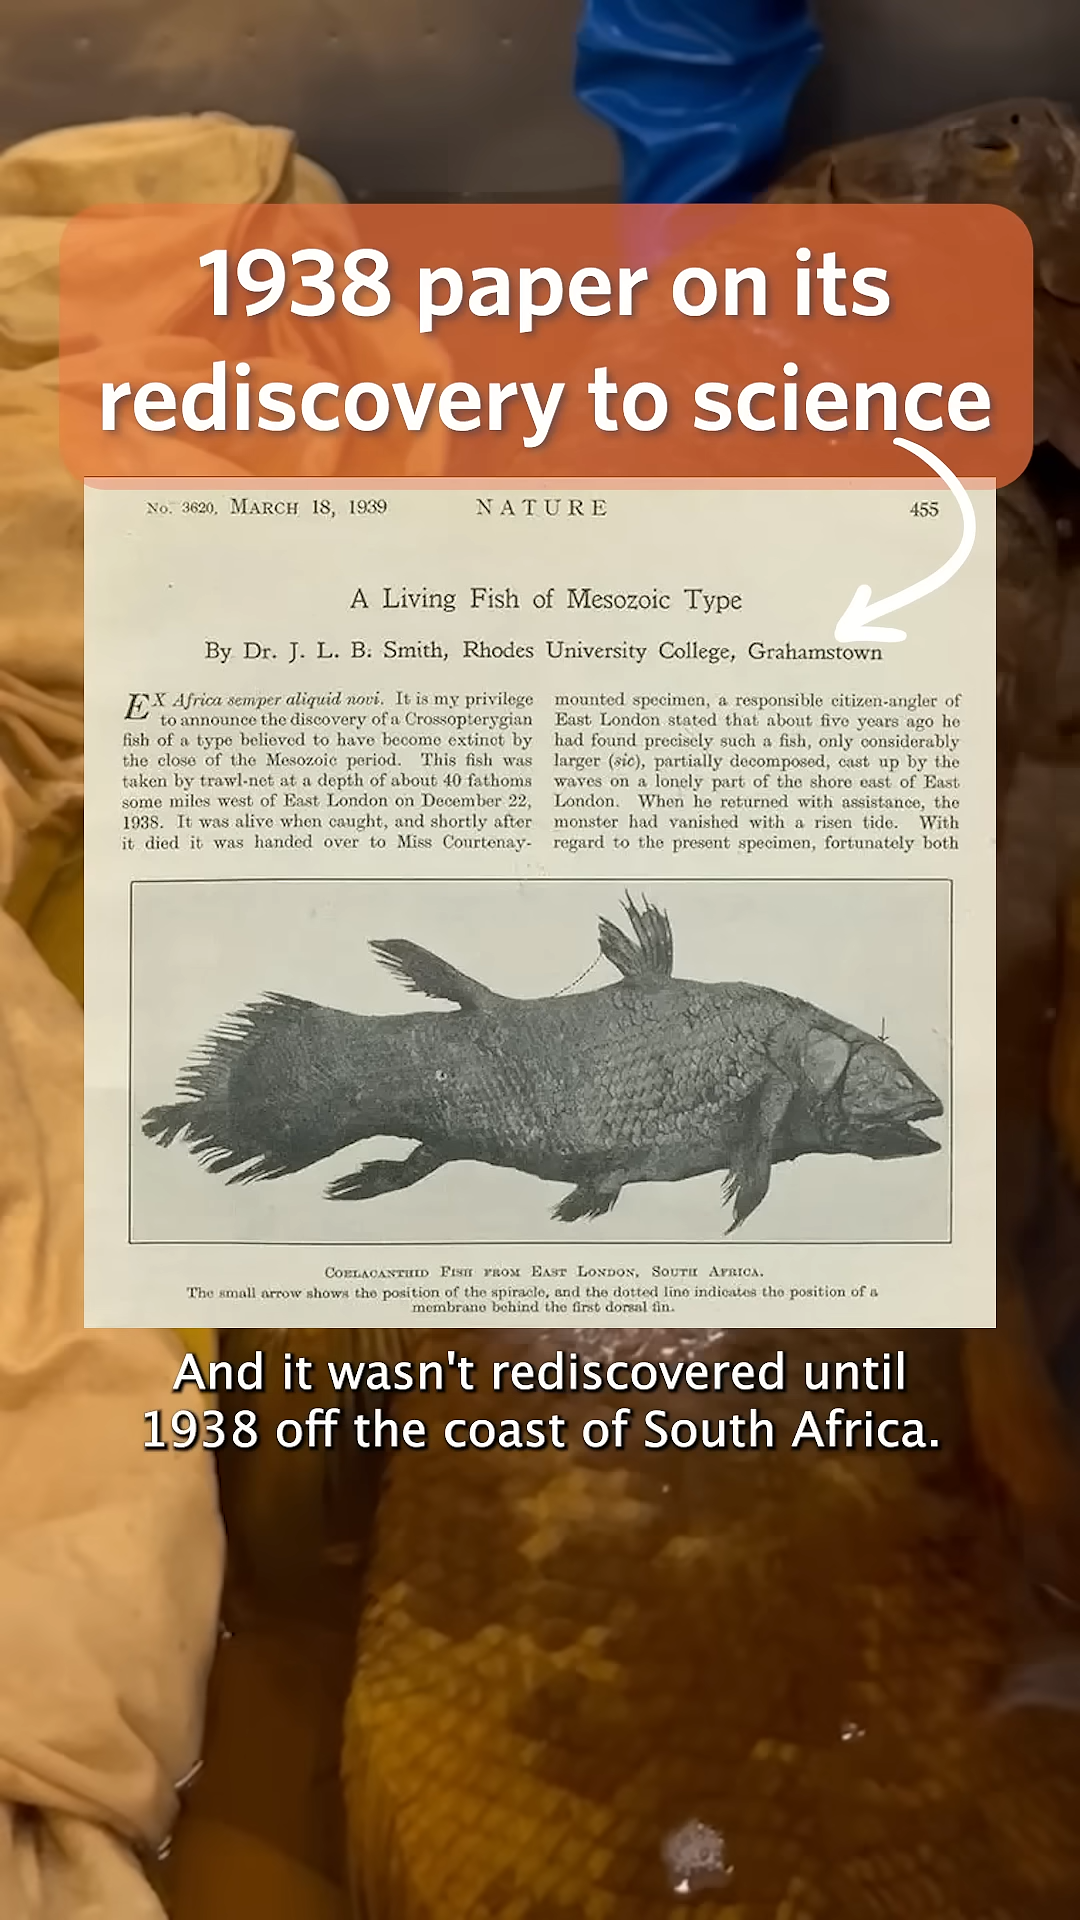 1938 paper on its
rediscovery to science
No. 3620, MARCH 18, 1939 NATURE 455
A Living Fish of Mesozoic Type
By Dr. J. L. B. Smith, Rhodes University College, Grahamstown
EX Africa semper aliquid novi. It is my privilege
to announce the discovery of a Crossopterygian
fish of a type believed to have become extinct by
the close of the Mesozoic period. This fish was
taken by trawl-net at a depth of about 40 fathoms
some miles west of East London on December 22,
1938. It was alive when caught, and shortly after
it died it was handed over to Miss Courtenay-
mounted specimen, a responsible citizen-angler of
East London stated that about five years ago he
had found precisely such a fish, only considerably
larger (sic), partially decomposed, cast up by the
waves on a lonely part of the shore east of East
London. When he returned with assistance, the
monster had vanished with a risen tide. With
regard to the present specimen, fortunately both
COELACANTHID FISH FROM EAST LONDON, SOUTH AFRICA.
The small arrow shows the position of the spiracle, and the dotted line indicates the position of a
membrane behind the first dorsal fin.
And it wasn't rediscovered until
1938 off the coast of South Africa.